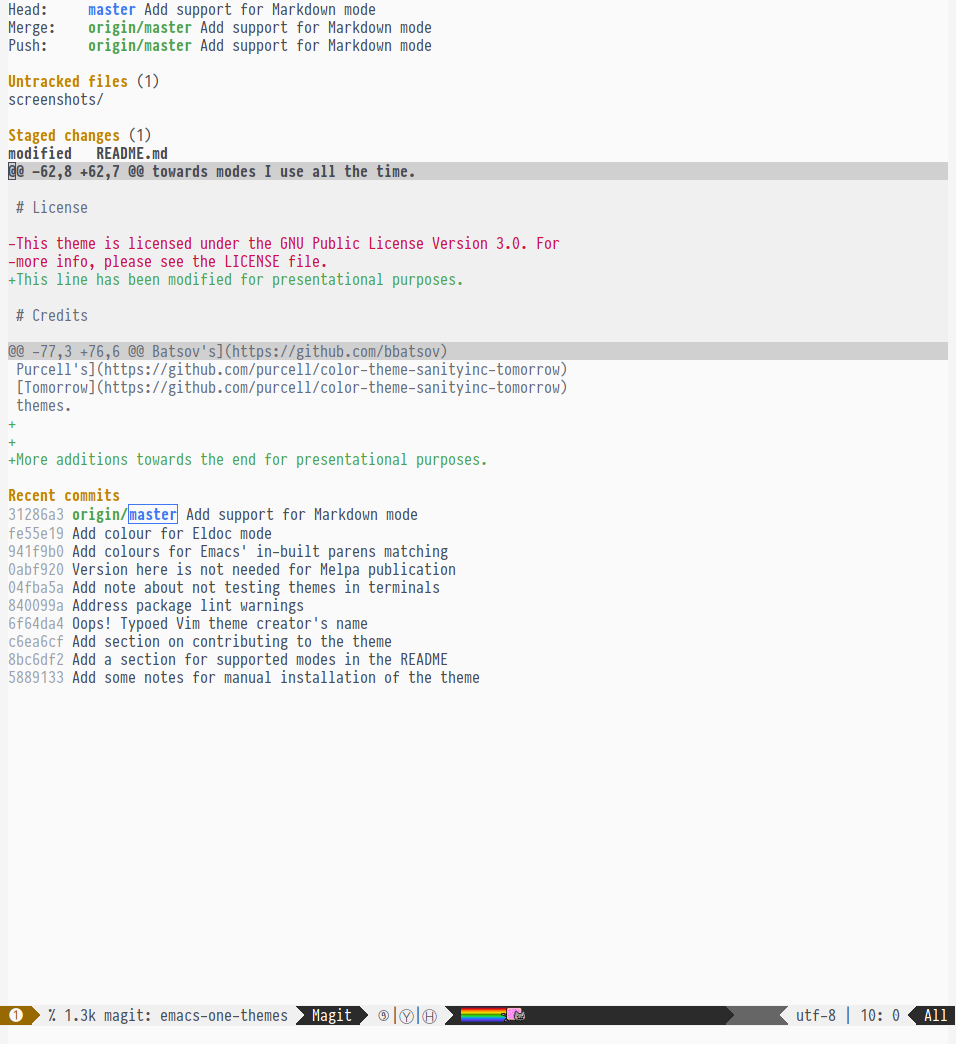 Head:     master Add support for Markdown mode
Merge:    origin/master Add support for Markdown mode
Push:     origin/master Add support for Markdown mode
Untracked files (1)
screenshots/
Staged changes (1)
modified   README.md
@@ -62,8 +62,7 @@ towards modes I use all the time.
 # License
-This theme is licensed under the GNU Public License Version 3.0. For
-more info, please see the LICENSE file.
+This line has been modified for presentational purposes.
 # Credits
@@ -77,3 +76,6 @@ Batsov's](https://github.com/bbatsov)
 Purcell's](https://github.com/purcell/color-theme-sanityinc-tomorrow)
 [Tomorrow](https://github.com/purcell/color-theme-sanityinc-tomorrow)
 themes.
+
+
+More additions towards the end for presentational purposes.
Recent commits
31286a3 origin/master Add support for Markdown mode
fe55e19 Add colour for Eldoc mode
941f9b0 Add colours for Emacs' in-built parens matching
0abf920 Version here is not needed for Melpa publication
04fba5a Add note about not testing themes in terminals
840099a Address package lint warnings
6f64da4 Oops! Typoed Vim theme creator's name
c6ea6cf Add section on contributing to the theme
8bc6df2 Add a section for supported modes in the README
5889133 Add some notes for manual installation of the theme
❶ % 1.3k magit: emacs-one-themes Magit ⓨ|Ⓗ utf-8 | 10: 0 All